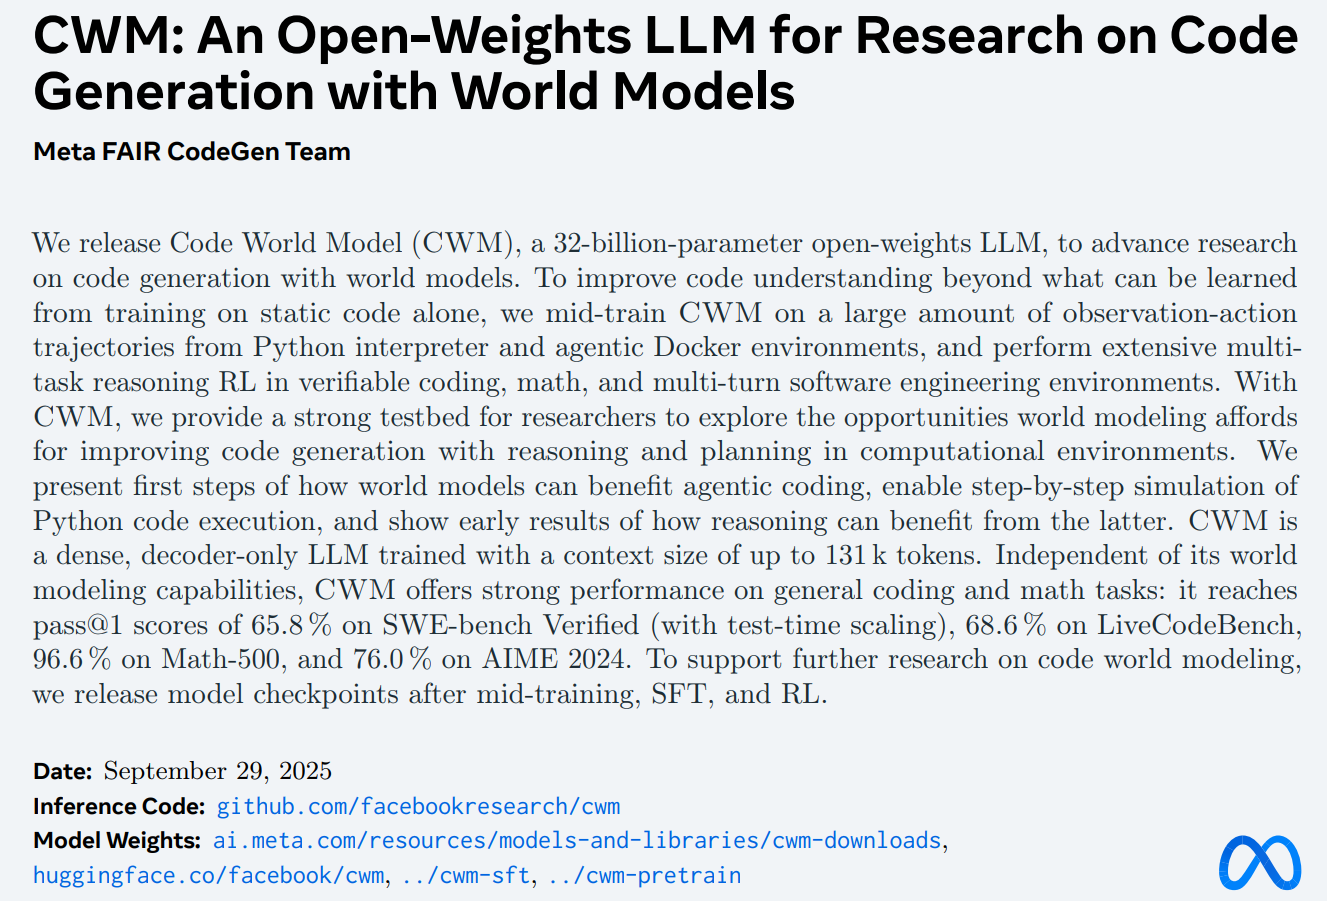 CWM: An Open-Weights LLM for Research on Code
Generation with World Models
Meta FAIR CodeGen Team
We release Code World Model (CWM), a 32-billion-parameter open-weights LLM, to advance research
on code generation with world models. To improve code understanding beyond what can be learned
from training on static code alone, we mid-train CWM on a large amount of observation-action
trajectories from Python interpreter and agentic Docker environments, and perform extensive multi-
task reasoning RL in verifiable coding, math, and multi-turn software engineering environments. With
CWM, we provide a strong testbed for researchers to explore the opportunities world modeling affords
for improving code generation with reasoning and planning in computational environments. We
present first steps of how world models can benefit agentic coding, enable step-by-step simulation of
Python code execution, and show early results of how reasoning can benefit from the latter. CWM is
a dense, decoder-only LLM trained with a context size of up to 131 k tokens. Independent of its world
modeling capabilities, CWM offers strong performance on general coding and math tasks: it reaches
pass@1 scores of 65.8 % on SWE-bench Verified (with test-time scaling), 68.6 % on LiveCodeBench,
96.6 % on Math-500, and 76.0 % on AIME 2024. To support further research on code world modeling,
we release model checkpoints after mid-training, SFT, and RL.
Date: September 29, 2025
Inference Code: github.com/facebookresearch/cwm
Model Weights: ai.meta.com/resources/models-and-libraries/cwm-downloads,
huggingface.co/facebook/cwm, ../cwm-sft, ../cwm-pretrain